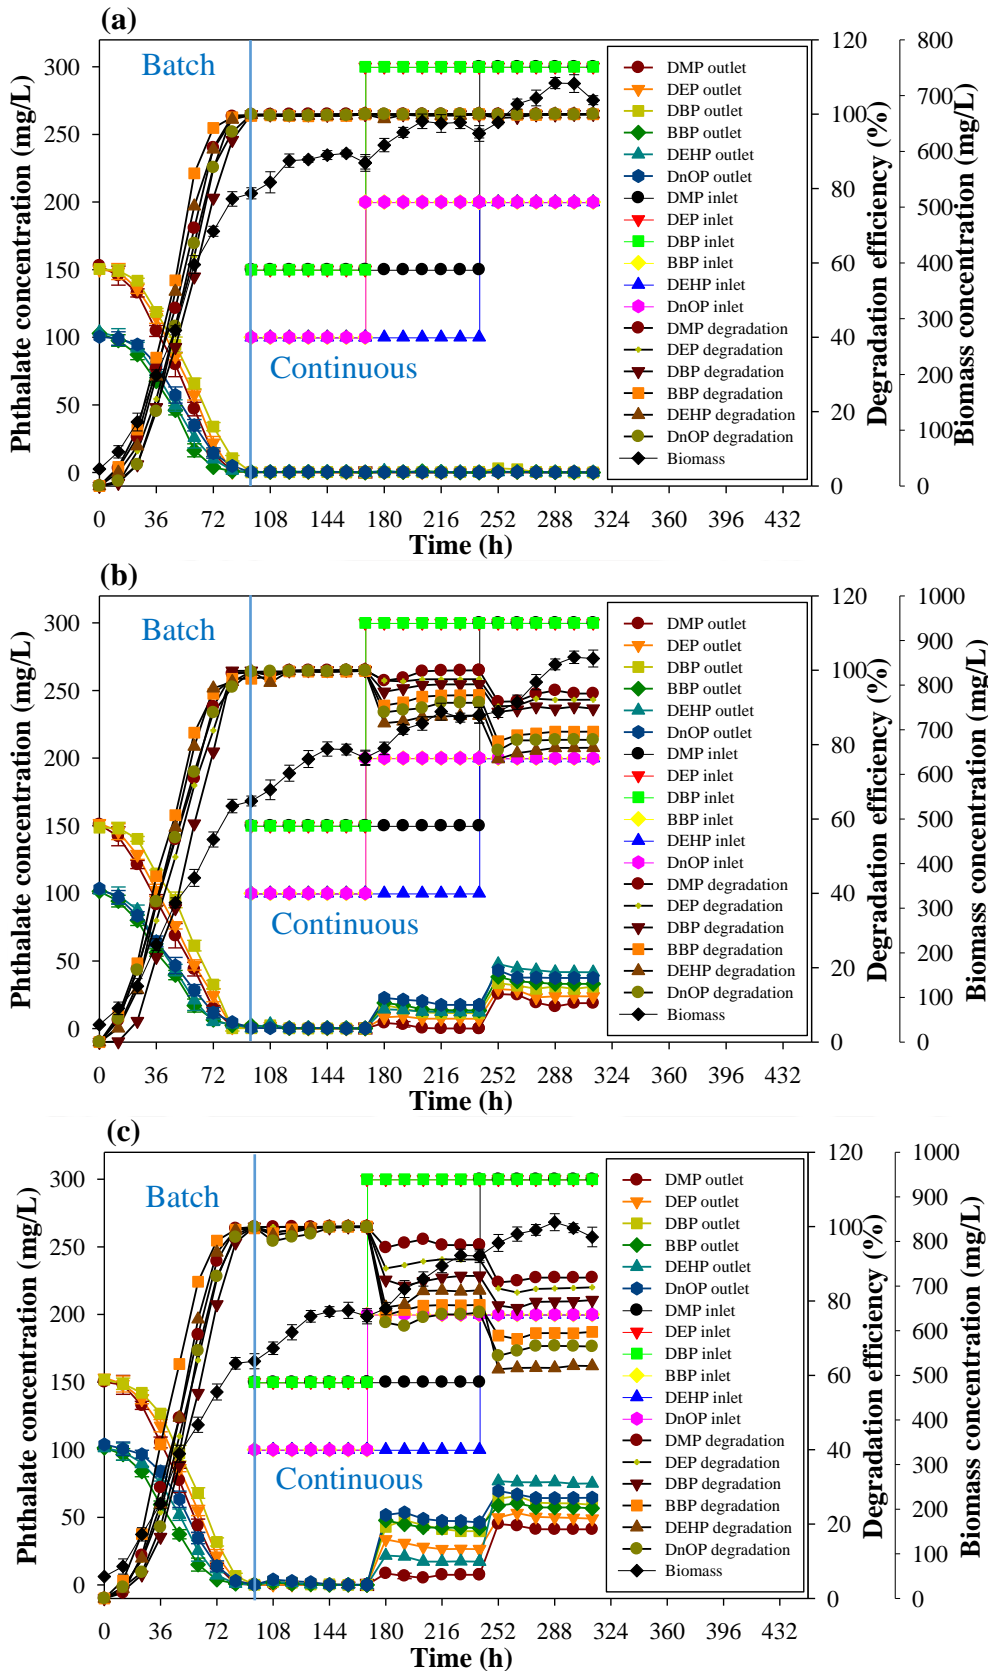 (a)
Phthalate concentration (mg/L)
300
250
200
150
100
50
0
Batch
Continuous
DMP outlet
DEP outlet
DBP outlet
BBP outlet
DEHP outlet
DnOP outlet
DMP inlet
DEP inlet
DBP inlet
BBP inlet
DEHP inlet
DnOP inlet
DMP degradation
DEP degradation
DBP degradation
BBP degradation
DEHP degradation
DnOP degradation
Biomass
120
100
80
60
40
20
0
Degradation efficiency (%)
800
700
600
500
400
300
200
100
0
Biomass concentration (mg/L)
0 36 72 108 144 180 216 252 288 324 360 396 432
Time (h)
(b)
Phthalate concentration (mg/L)
300
250
200
150
100
50
0
Batch
Continuous
DMP outlet
DEP outlet
DBP outlet
BBP outlet
DEHP outlet
DnOP outlet
DMP inlet
DEP inlet
DBP inlet
BBP inlet
DEHP inlet
DnOP inlet
DMP degradation
DEP degradation
DBP degradation
BBP degradation
DEHP degradation
DnOP degradation
Biomass
120
100
80
60
40
20
0
Degradation efficiency (%)
1000
900
800
700
600
500
400
300
200
100
0
Biomass concentration (mg/L)
0 36 72 108 144 180 216 252 288 324 360 396 432
Time (h)
(c)
Phthalate concentration (mg/L)
300
250
200
150
100
50
0
Batch
Continuous
DMP outlet
DEP outlet
DBP outlet
BBP outlet
DEHP outlet
DnOP outlet
DMP inlet
DEP inlet
DBP inlet
BBP inlet
DEHP inlet
DnOP inlet
DMP degradation
DEP degradation
DBP degradation
BBP degradation
DEHP degradation
DnOP degradation
Biomass
120
100
80
60
40
20
0
Degradation efficiency (%)
1000
900
800
700
600
500
400
300
200
100
0
Biomass concentration (mg/L)
0 36 72 108 144 180 216 252 288 324 360 396 432
Time (h)